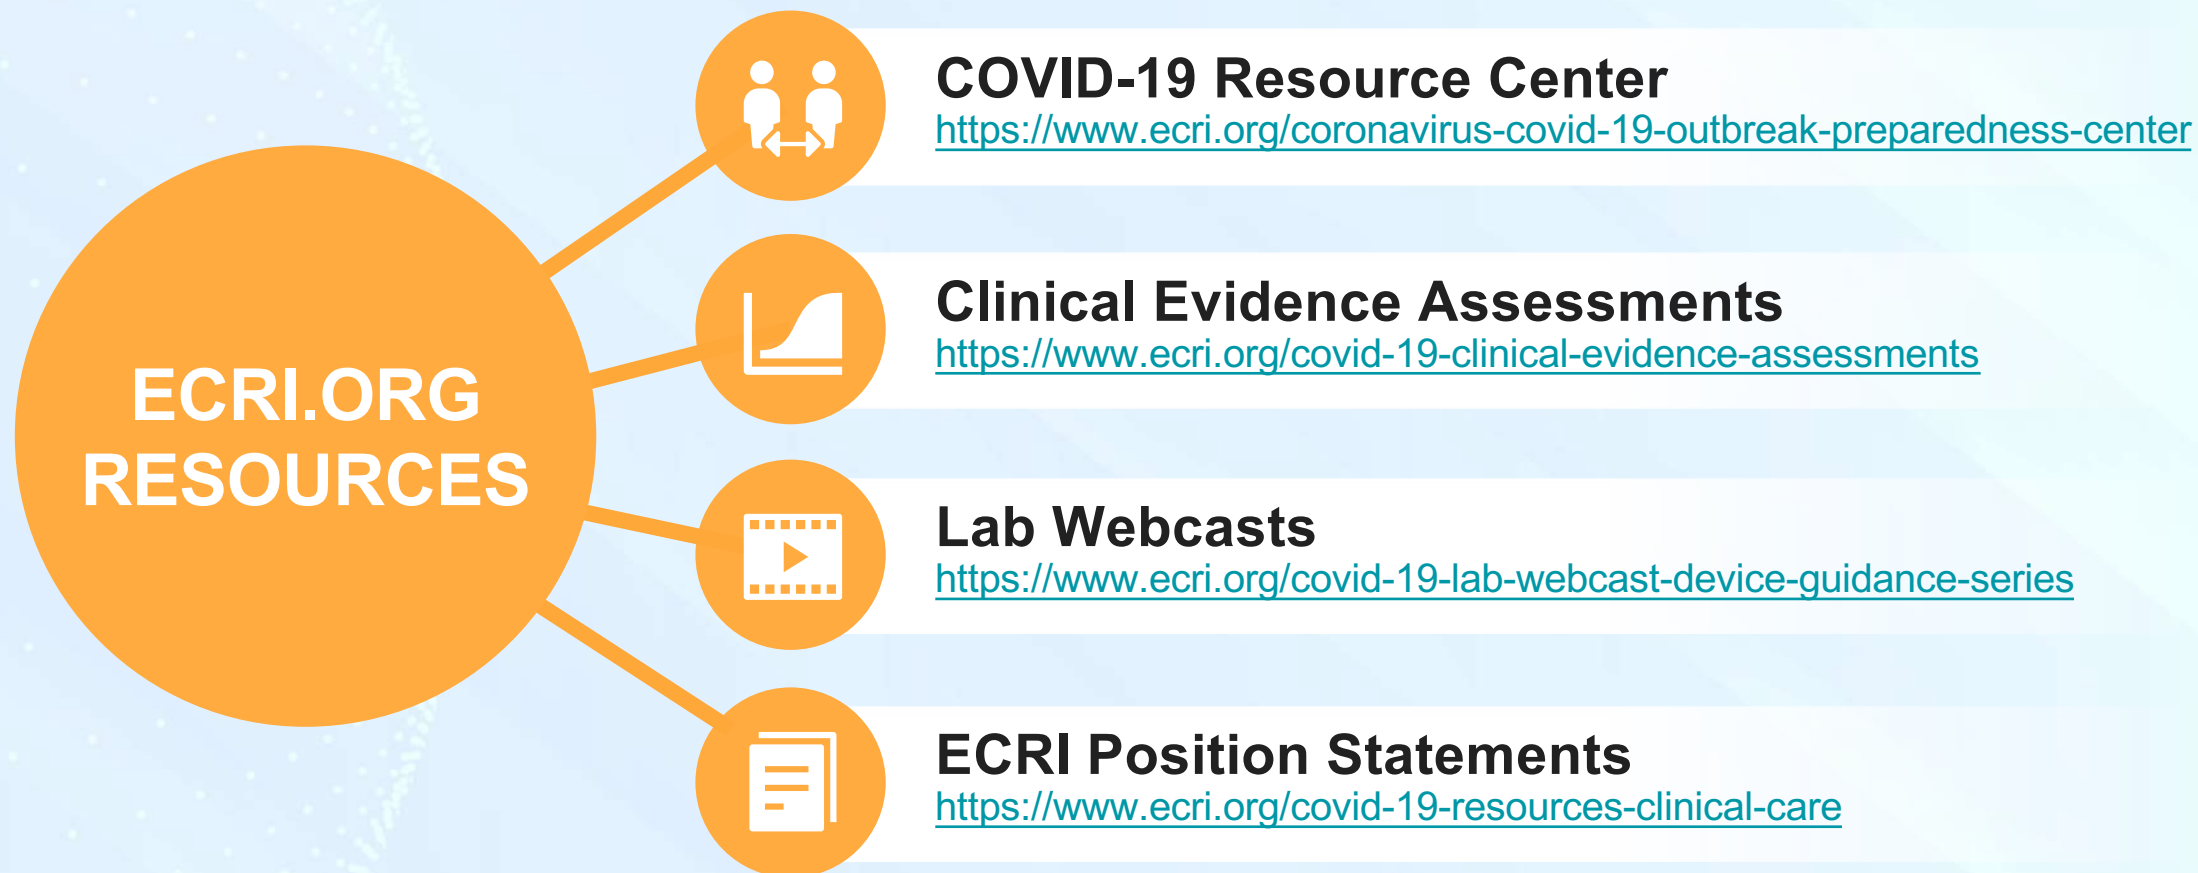 ECRI.ORG
RESOURCES
COVID-19 Resource Center
https://www.ecri.org/coronavirus-covid-19-outbreak-preparedness-center
Clinical Evidence Assessments
https://www.ecri.org/covid-19-clinical-evidence-assessments
Lab Webcasts
https://www.ecri.org/covid-19-lab-webcast-device-guidance-series
ECRI Position Statements
https://www.ecri.org/covid-19-resources-clinical-care